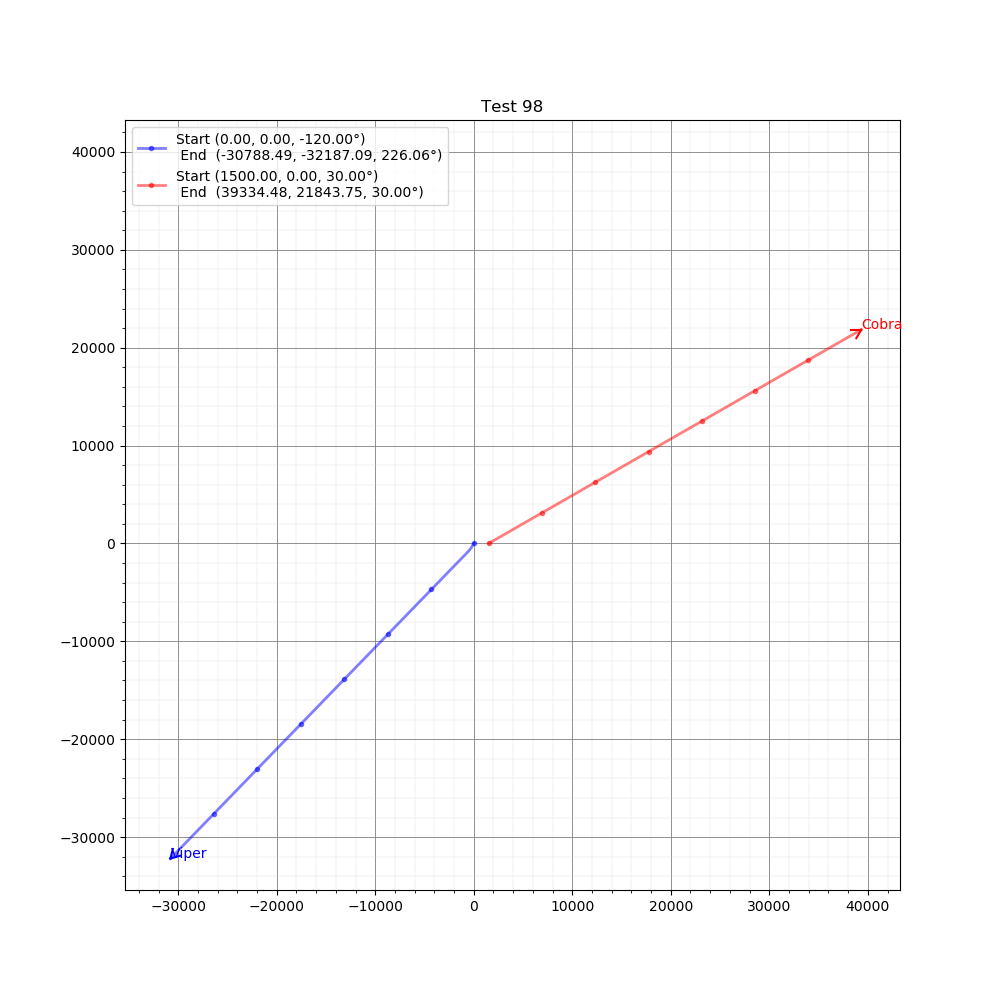 Test 98
Start (0.00, 0.00, -120.00°)
End  (-30788.49, -32187.09, 226.06°)
Start (1500.00, 0.00, 30.00°)
End  (39334.48, 21843.75, 30.00°)
40000
30000
20000
10000
0
−10000
−20000
−30000
Cobra
Viper
−30000 −20000 −10000 0 10000 20000 30000 40000